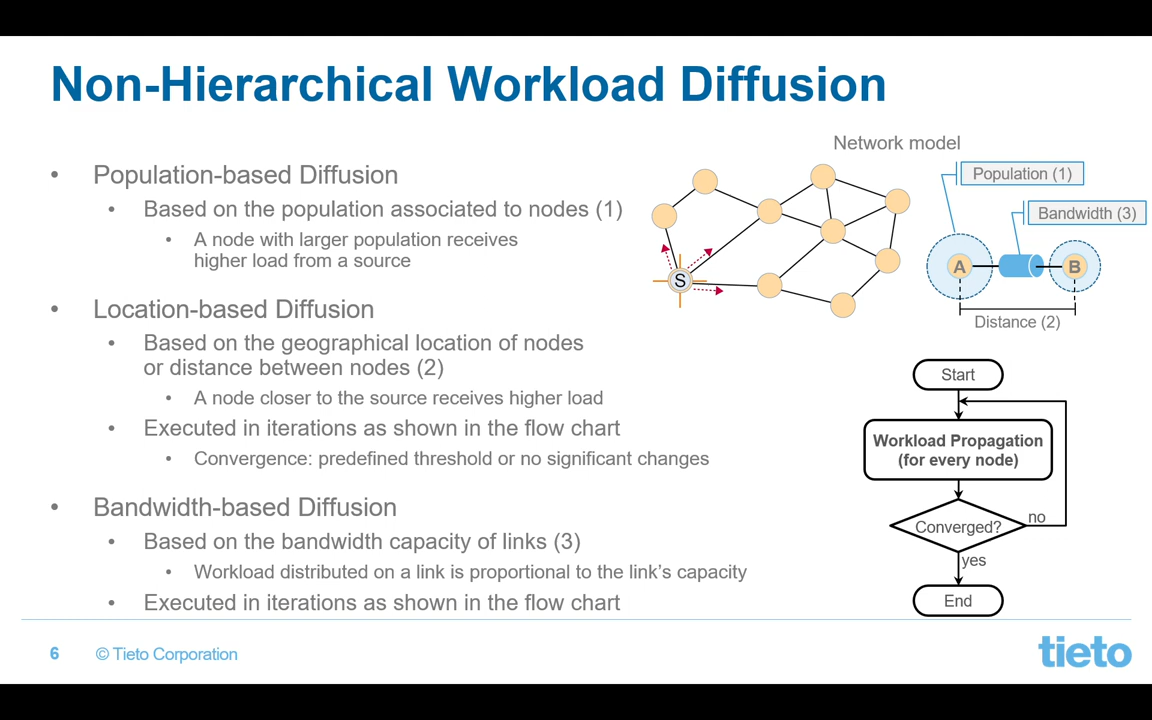 Non-Hierarchical Workload Diffusion
• Population-based Diffusion
• Based on the population associated to nodes (1)
• A node with larger population receives
higher load from a source
• Location-based Diffusion
• Based on the geographical location of nodes
or distance between nodes (2)
• A node closer to the source receives higher load
• Executed in iterations as shown in the flow chart
• Convergence: predefined threshold or no significant changes
• Bandwidth-based Diffusion
• Based on the bandwidth capacity of links (3)
• Workload distributed on a link is proportional to the link’s capacity
• Executed in iterations as shown in the flow chart
Network model
S
Population (1)
Bandwidth (3)
A
B
Distance (2)
Start
Workload Propagation
(for every node)
Converged?
no
yes
End
6
© Tieto Corporation
tieto